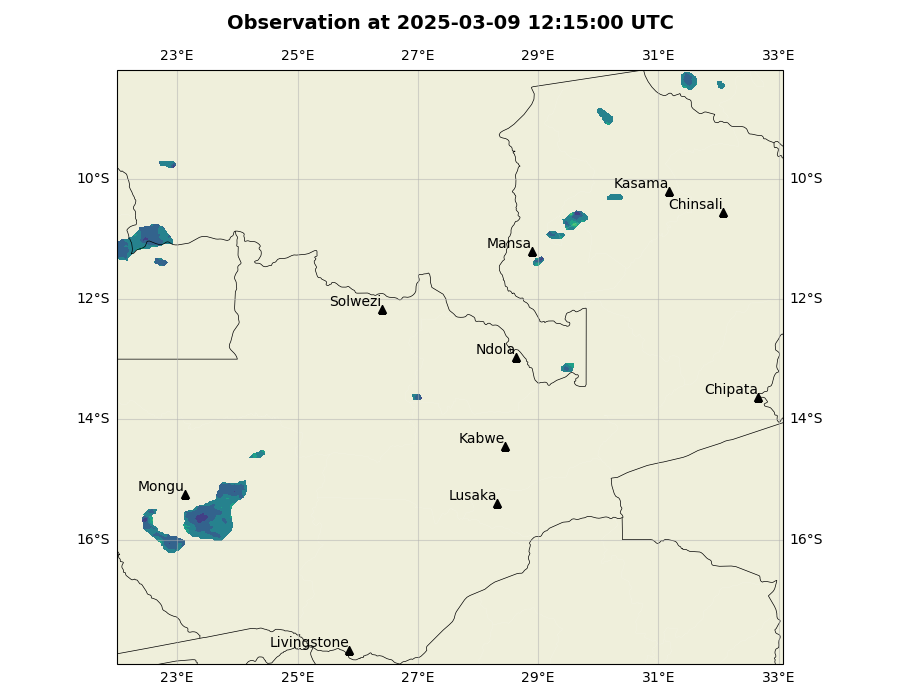 Observation at 2025-03-09 12:15:00 UTC
23°E 25°E 27°E 29°E 31°E 33°E
10°S 10°S
Kasama
Chinsali
Mansa
12°S 12°S
Solwezi
Ndola
Chipata
14°S 14°S
Kabwe
Mongu
Lusaka
16°S 16°S
Livingstone
23°E 25°E 27°E 29°E 31°E 33°E